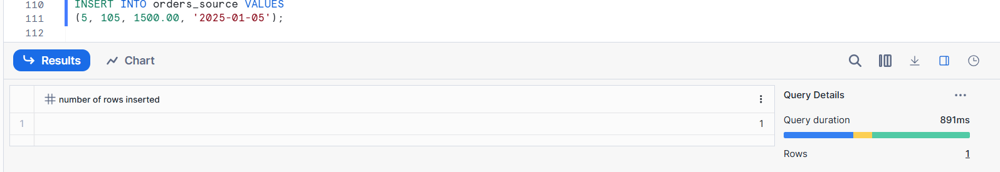 110 INSERT INTO orders_source VALUES
111 (5, 105, 1500.00, '2025-01-05');
112
Results Chart
number of rows inserted
1 1
Query Details
Query duration 891ms
Rows 1